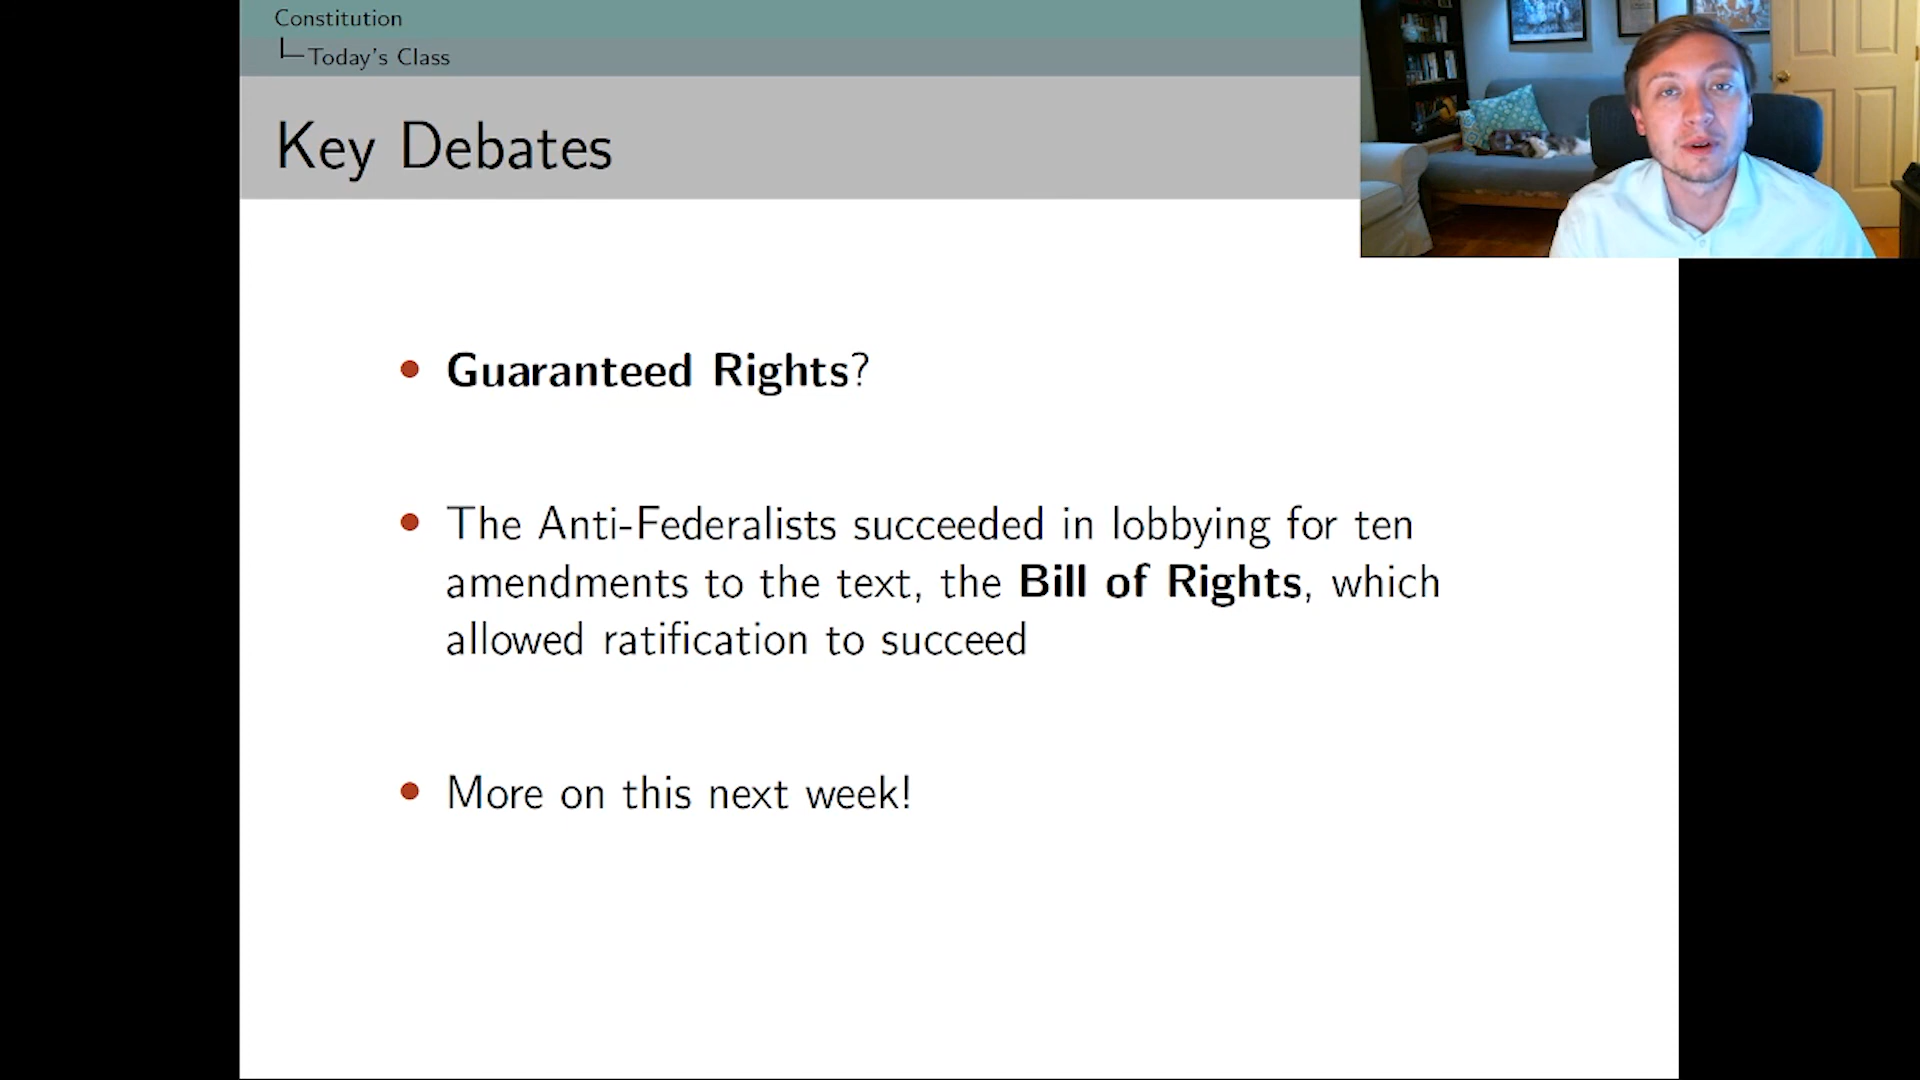 Constitution
Today's Class
Key Debates
• Guaranteed Rights?
• The Anti-Federalists succeeded in lobbying for ten
amendments to the text, the Bill of Rights, which
allowed ratification to succeed
• More on this next week!